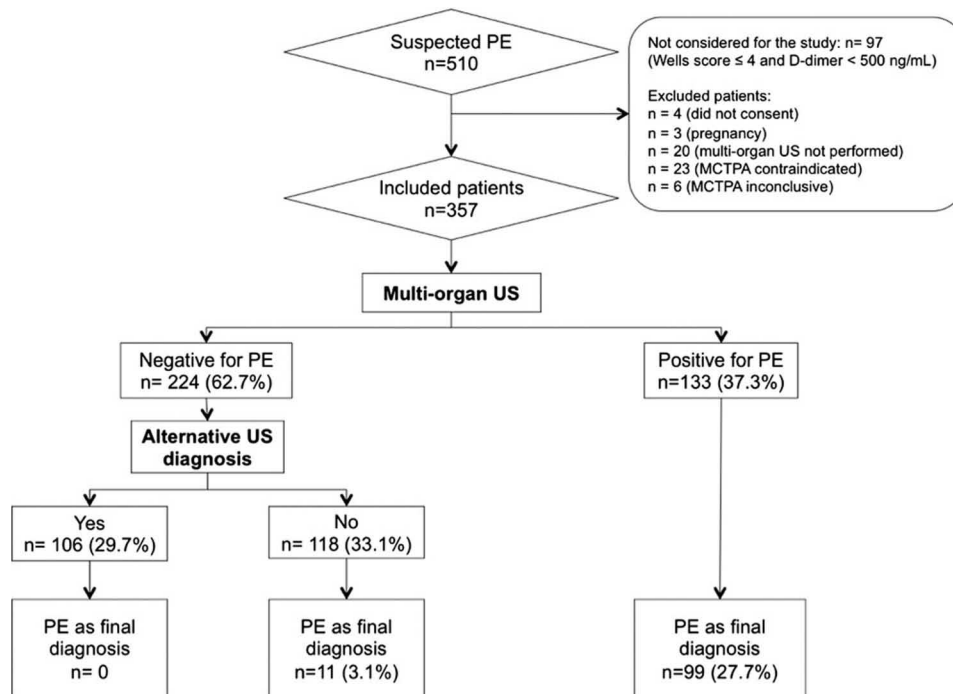 Suspected PE
n=510
Not considered for the study: n= 97
(Wells score ≤ 4 and D-dimer < 500 ng/mL)
Excluded patients:
n = 4 (did not consent)
n = 3 (pregnancy)
n = 20 (multi-organ US not performed)
n = 23 (MCTPA contraindicated)
n = 6 (MCTPA inconclusive)
Included patients
n=357
Multi-organ US
Negative for PE
n= 224 (62.7%)
Positive for PE
n=133 (37.3%)
Alternative US
diagnosis
Yes
n= 106 (29.7%)
No
n= 118 (33.1%)
PE as final
diagnosis
n= 0
PE as final
diagnosis
n=11 (3.1%)
PE as final
diagnosis
n=99 (27.7%)